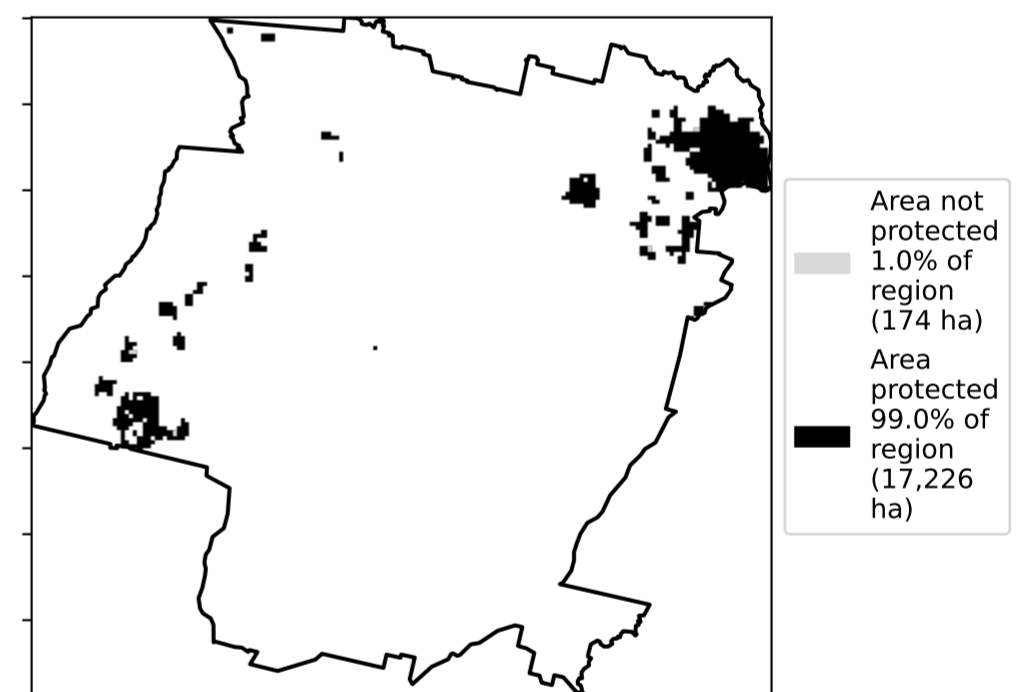 Area not
protected
1.0% of
region
(174 ha)
Area
protected
99.0% of
region
(17,226
ha)